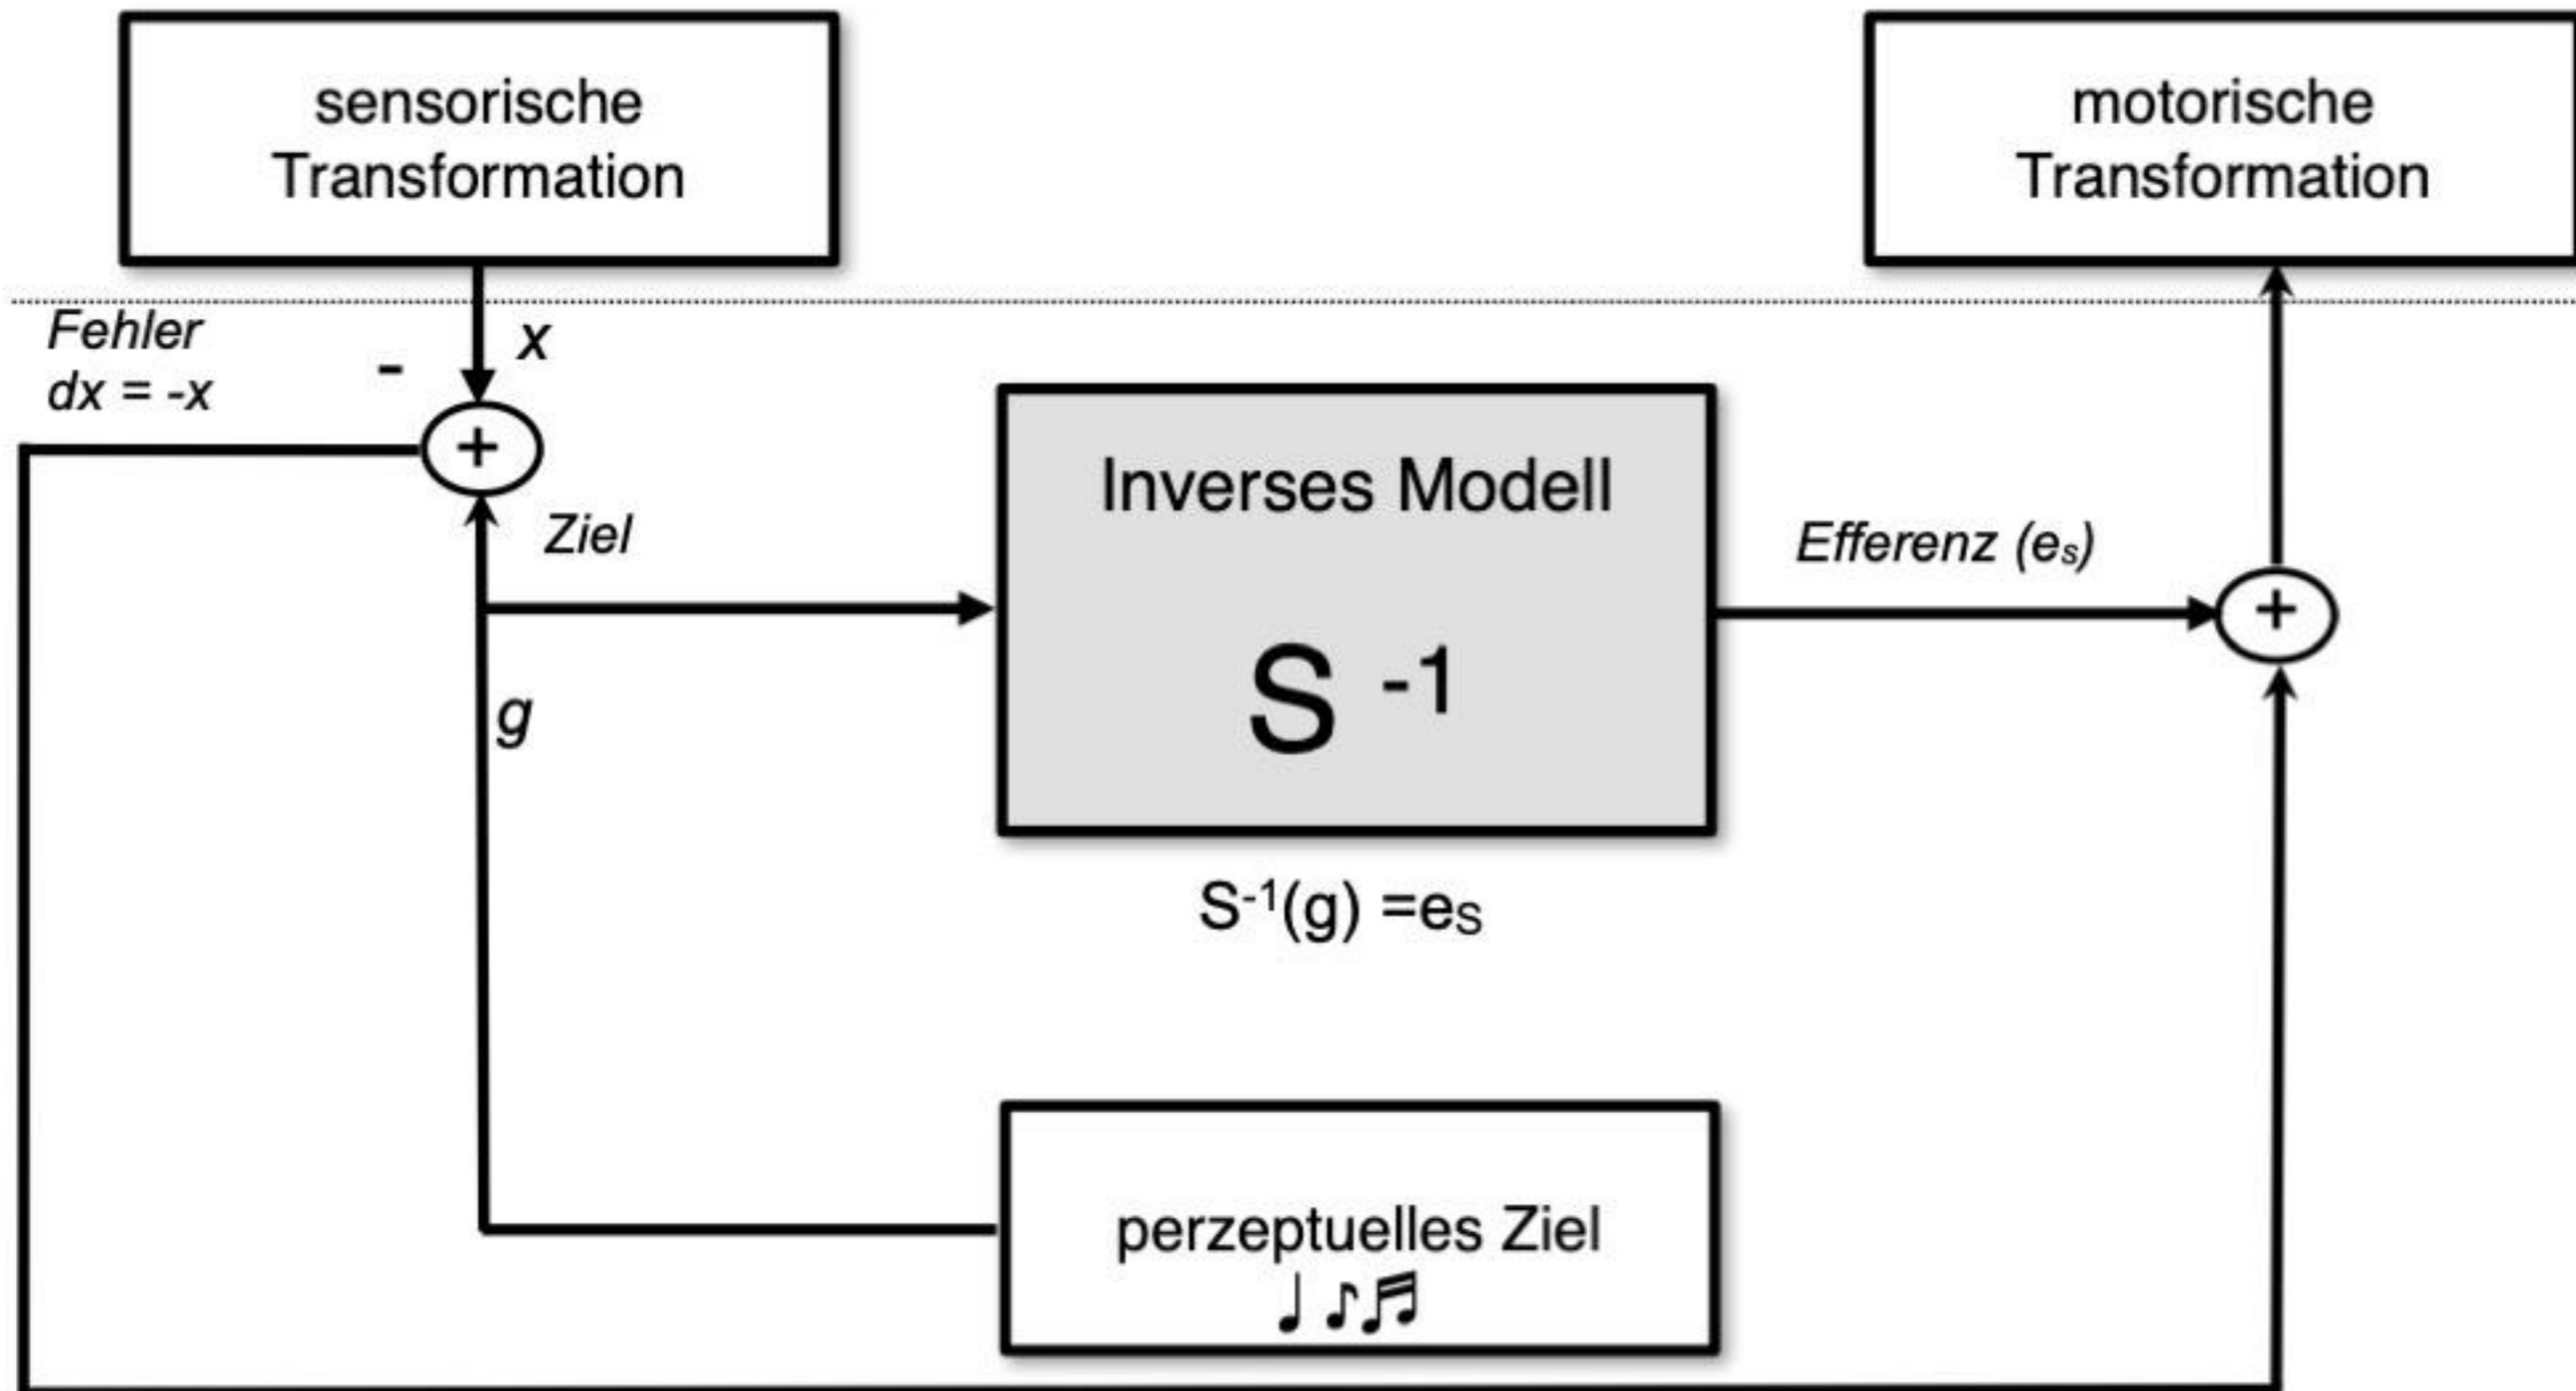 sensorische
Transformation
motorische
Transformation
Fehler
dx = -x
-
x
+
Ziel
g
Inverses Modell
S -1
S-1(g) =eS
Efferenz (es)
+
perzeptuelles Ziel
♩ ♪♬